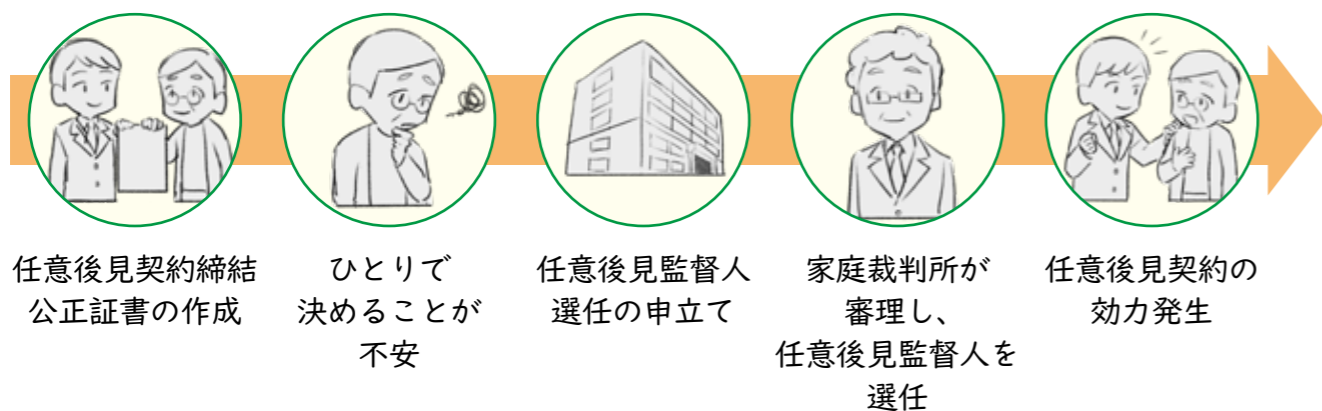 任意後見契約締結
公正証書の作成
ひとりで
決めることが
不安
任意後見監督人
選任の申立て
家庭裁判所が
審理し、
任意後見監督人を
選任
任意後見契約の
効力発生